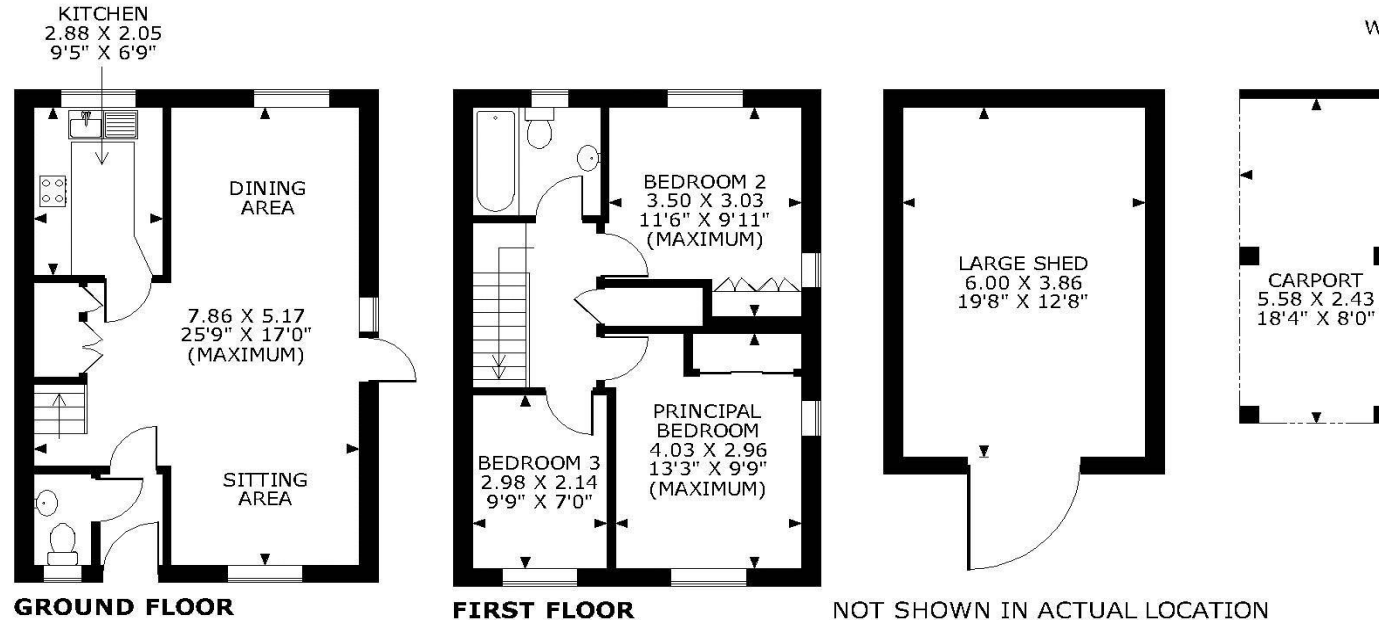 KITCHEN
2.88 X 2.05
9'5" X 6'9"
DINING
AREA
7.86 X 5.17
25'9" X 17'0"
(MAXIMUM)
SITTING
AREA
GROUND FLOOR
BEDROOM 2
3.50 X 3.03
11'6" X 9'11"
(MAXIMUM)
PRINCIPAL
BEDROOM
4.03 X 2.96
13'3" X 9'9"
(MAXIMUM)
BEDROOM 3
2.98 X 2.14
9'9" X 7'0"
FIRST FLOOR
LARGE SHED
6.00 X 3.86
19'8" X 12'8"
W
CARPORT
5.58 X 2.43
18'4" X 8'0"
NOT SHOWN IN ACTUAL LOCATION